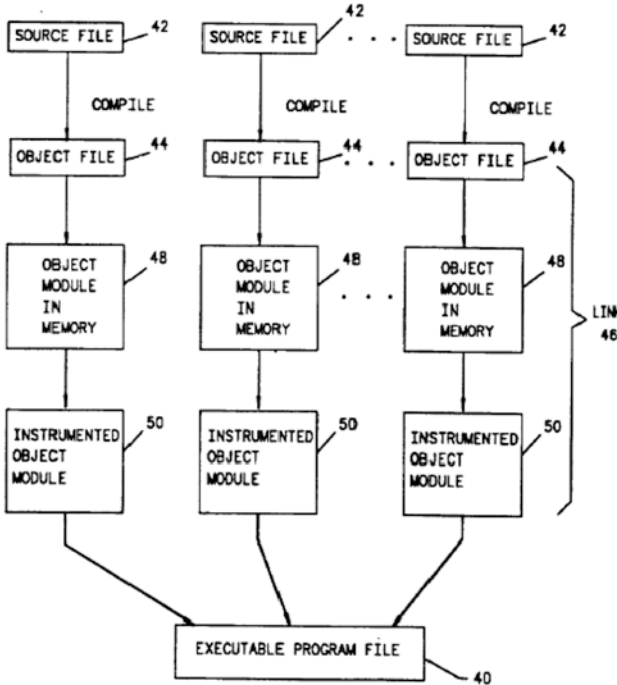 42
42
42
SOURCE FILE
SOURCE FILE
. . .
SOURCE FILE
COMPILE
COMPILE
COMPILE
44
44
44
OBJECT FILE
OBJECT FILE
. . .
OBJECT FILE
48
OBJECT
MODULE
IN
MEMORY
48
OBJECT
MODULE
IN
MEMORY
. . .
48
OBJECT
MODULE
IN
MEMORY
LINK
46
50
INSTRUMENTED
OBJECT
MODULE
50
INSTRUMENTED
OBJECT
MODULE
50
INSTRUMENTED
OBJECT
MODULE
EXECUTABLE PROGRAM FILE
40